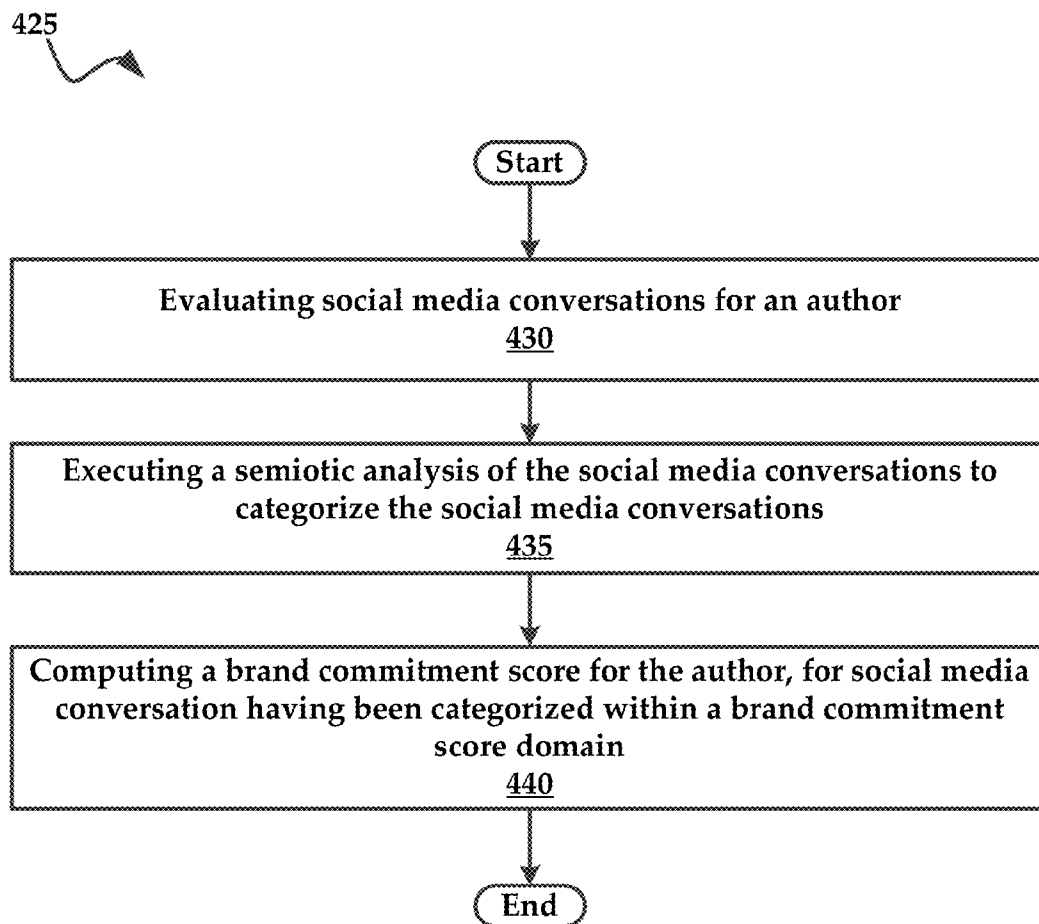 425
Start
Evaluating social media conversations for an author
430
Executing a semiotic analysis of the social media conversations to
categorize the social media conversations
435
Computing a brand commitment score for the author, for social media
conversation having been categorized within a brand commitment
score domain
440
End